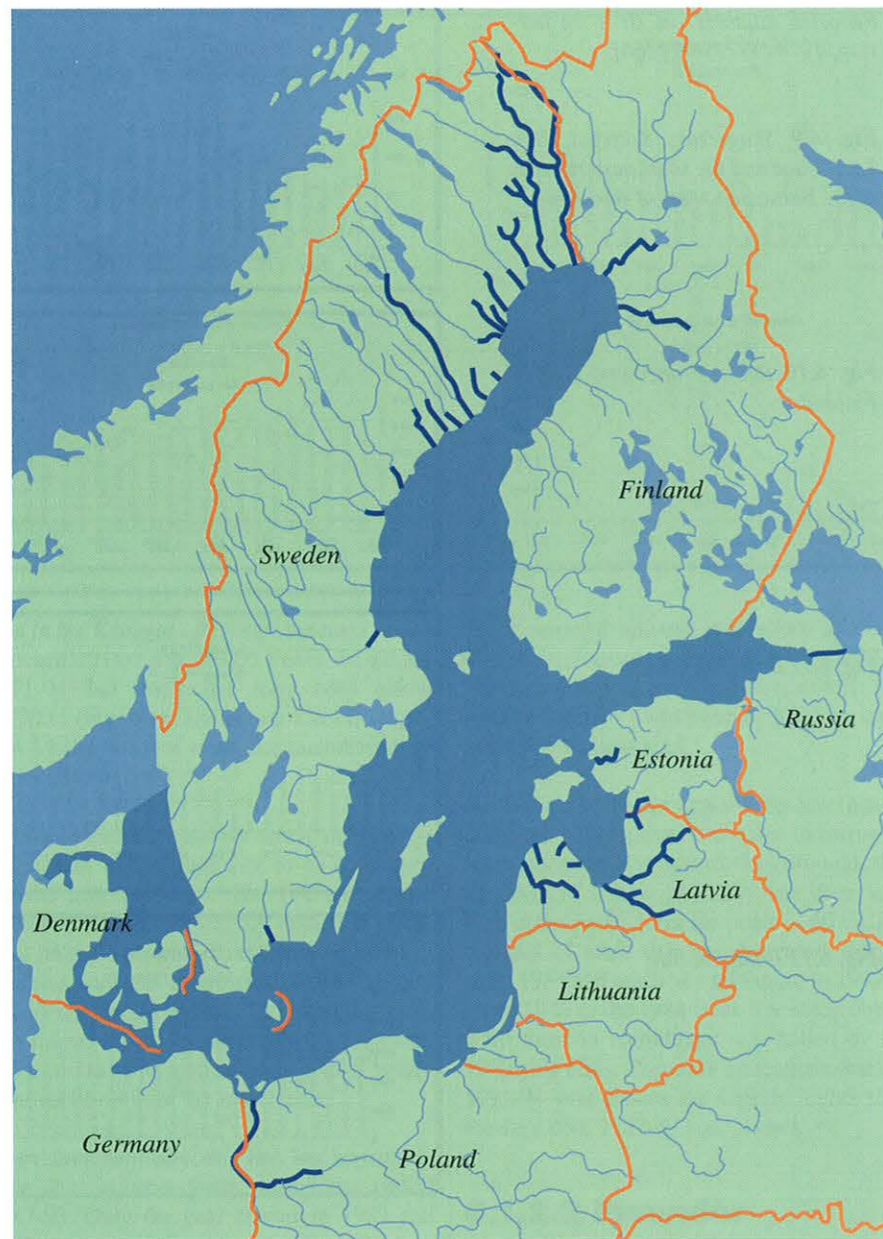 Finland
Sweden
Russia
Estonia
Latvia
Denmark
Lithuania
Germany
Poland